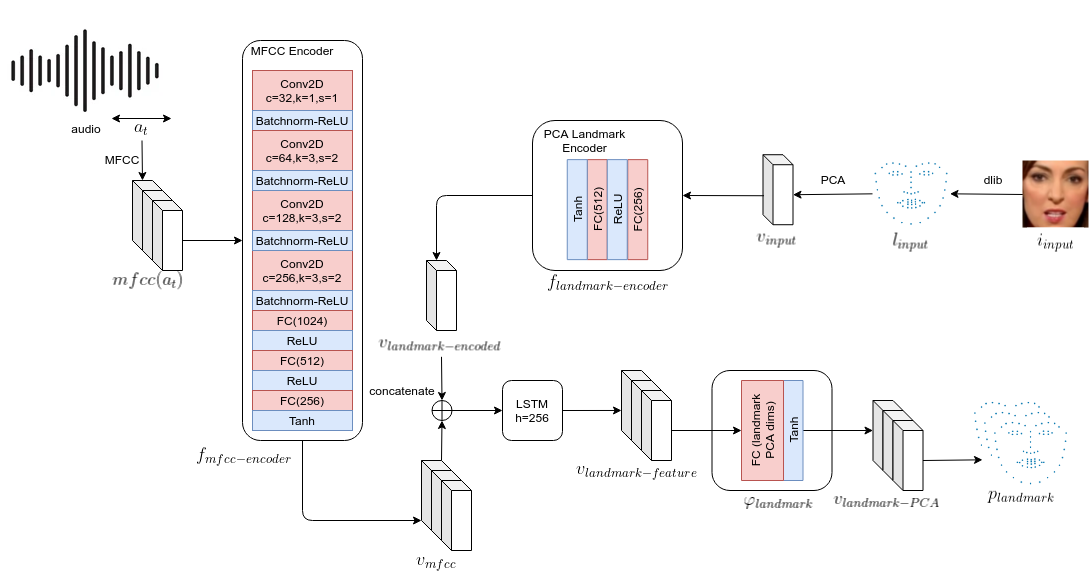 audio
a_t
MFCC
mfcc(a_t)
MFCC Encoder
Conv2D
c=32,k=1,s=1
Batchnorm-ReLU
Conv2D
c=64,k=3,s=2
Batchnorm-ReLU
Conv2D
c=128,k=3,s=2
Batchnorm-ReLU
Conv2D
c=256,k=3,s=2
Batchnorm-ReLU
FC(1024)
ReLU
FC(512)
ReLU
FC(256)
Tanh
f_{mfcc-encoder}
PCA Landmark
Encoder
Tanh
FC(512)
ReLU
FC(256)
f_{landmark-encoder}
v_{input}
PCA
l_{input}
dlib
i_{input}
v_{landmark-encoded}
concatenate
v_{mfcc}
LSTM
h=256
v_{landmark-feature}
FC (landmark
PCA dims)
Tanh
φ_{landmark}
v_{landmark-PCA}
p_{landmark}